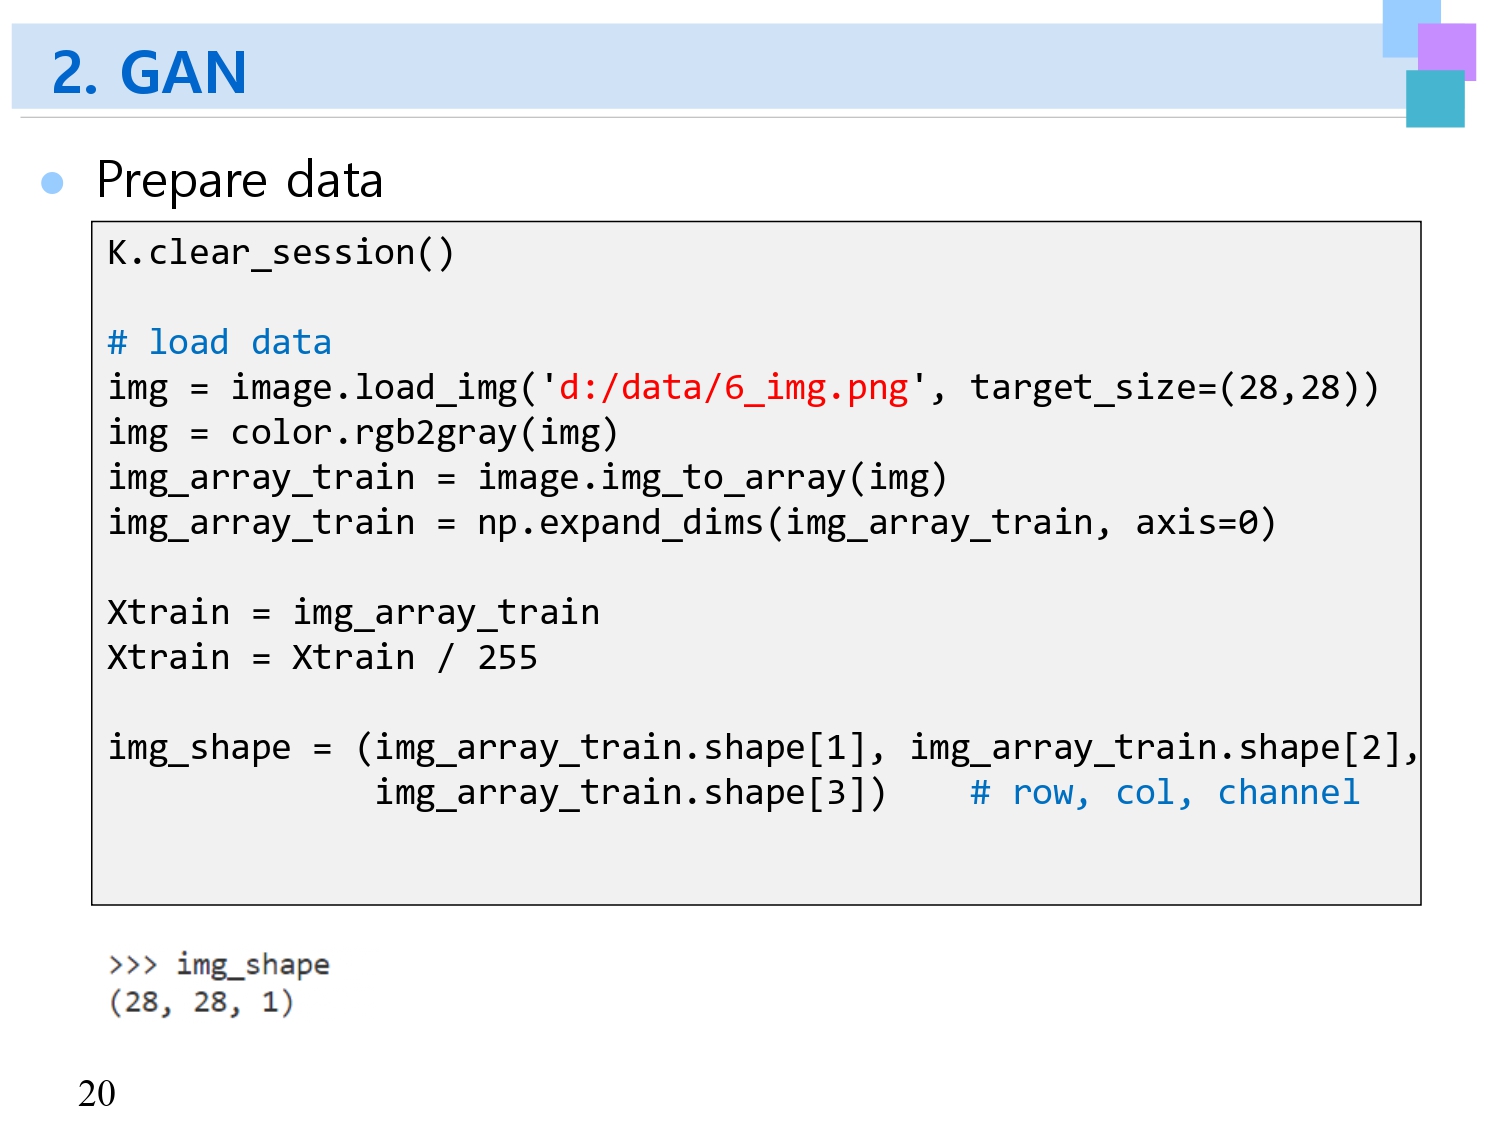 2. GAN
● Prepare data
K.clear_session()
# load data
img = image.load_img('d:/data/6_img.png', target_size=(28,28))
img = color.rgb2gray(img)
img_array_train = image.img_to_array(img)
img_array_train = np.expand_dims(img_array_train, axis=0)
Xtrain = img_array_train
Xtrain = Xtrain / 255
img_shape = (img_array_train.shape[1], img_array_train.shape[2],
img_array_train.shape[3])    # row, col, channel
>>> img_shape
(28, 28, 1)
20